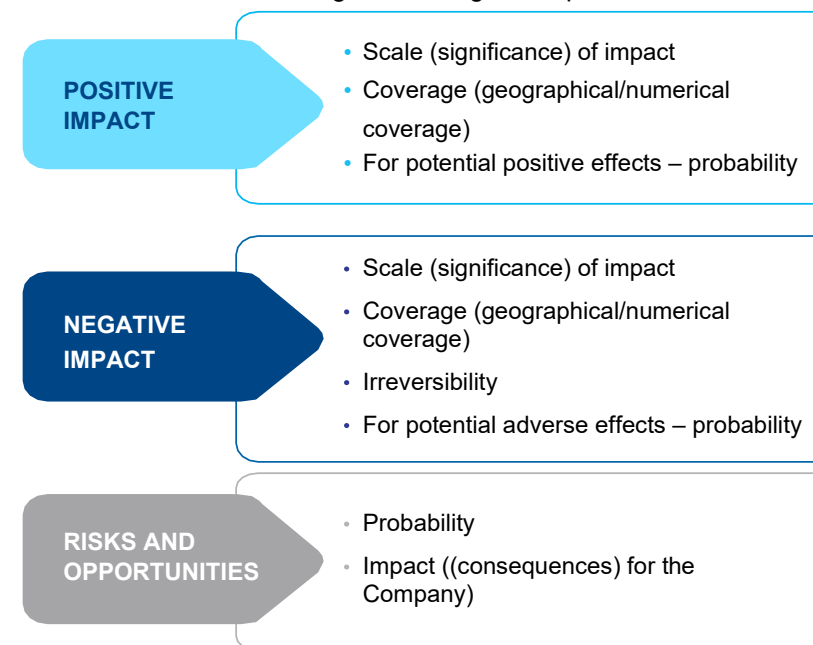 POSITIVE
IMPACT
• Scale (significance) of impact
• Coverage (geographical/numerical
coverage)
• For potential positive effects – probability
NEGATIVE
IMPACT
• Scale (significance) of impact
• Coverage (geographical/numerical
coverage)
• Irreversibility
• For potential adverse effects – probability
RISKS AND
OPPORTUNITIES
• Probability
• Impact ((consequences) for the
Company)